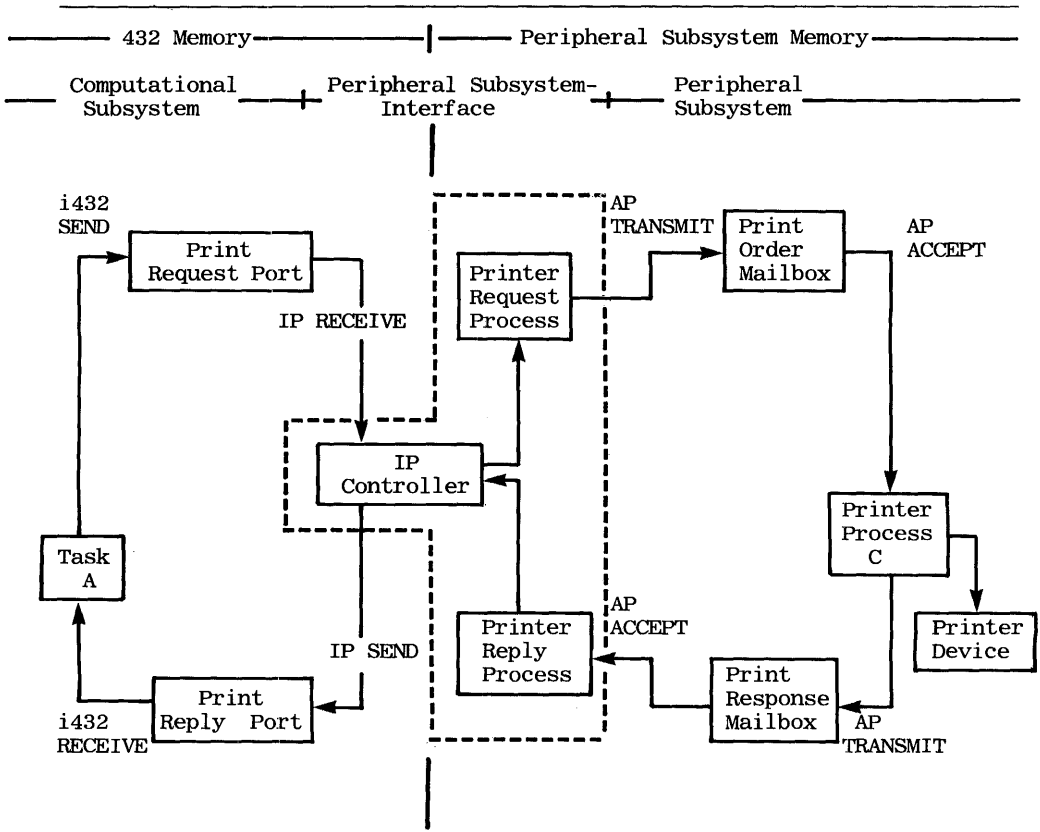 432 Memory
Peripheral Subsystem Memory
Computational
Subsystem
Peripheral Subsystem-
Interface
Peripheral
Subsystem
i432
SEND
Print
Request Port
IP RECEIVE
Printer
Request
Process
AP
TRANSMIT
Print
Order
Mailbox
AP
ACCEPT
IP
Controller
Task
A
Printer
Process
C
Printer
Device
IP SEND
Printer
Reply
Process
AP
ACCEPT
Print
Response
Mailbox
AP
TRANSMIT
Print
Reply Port
i432
RECEIVE